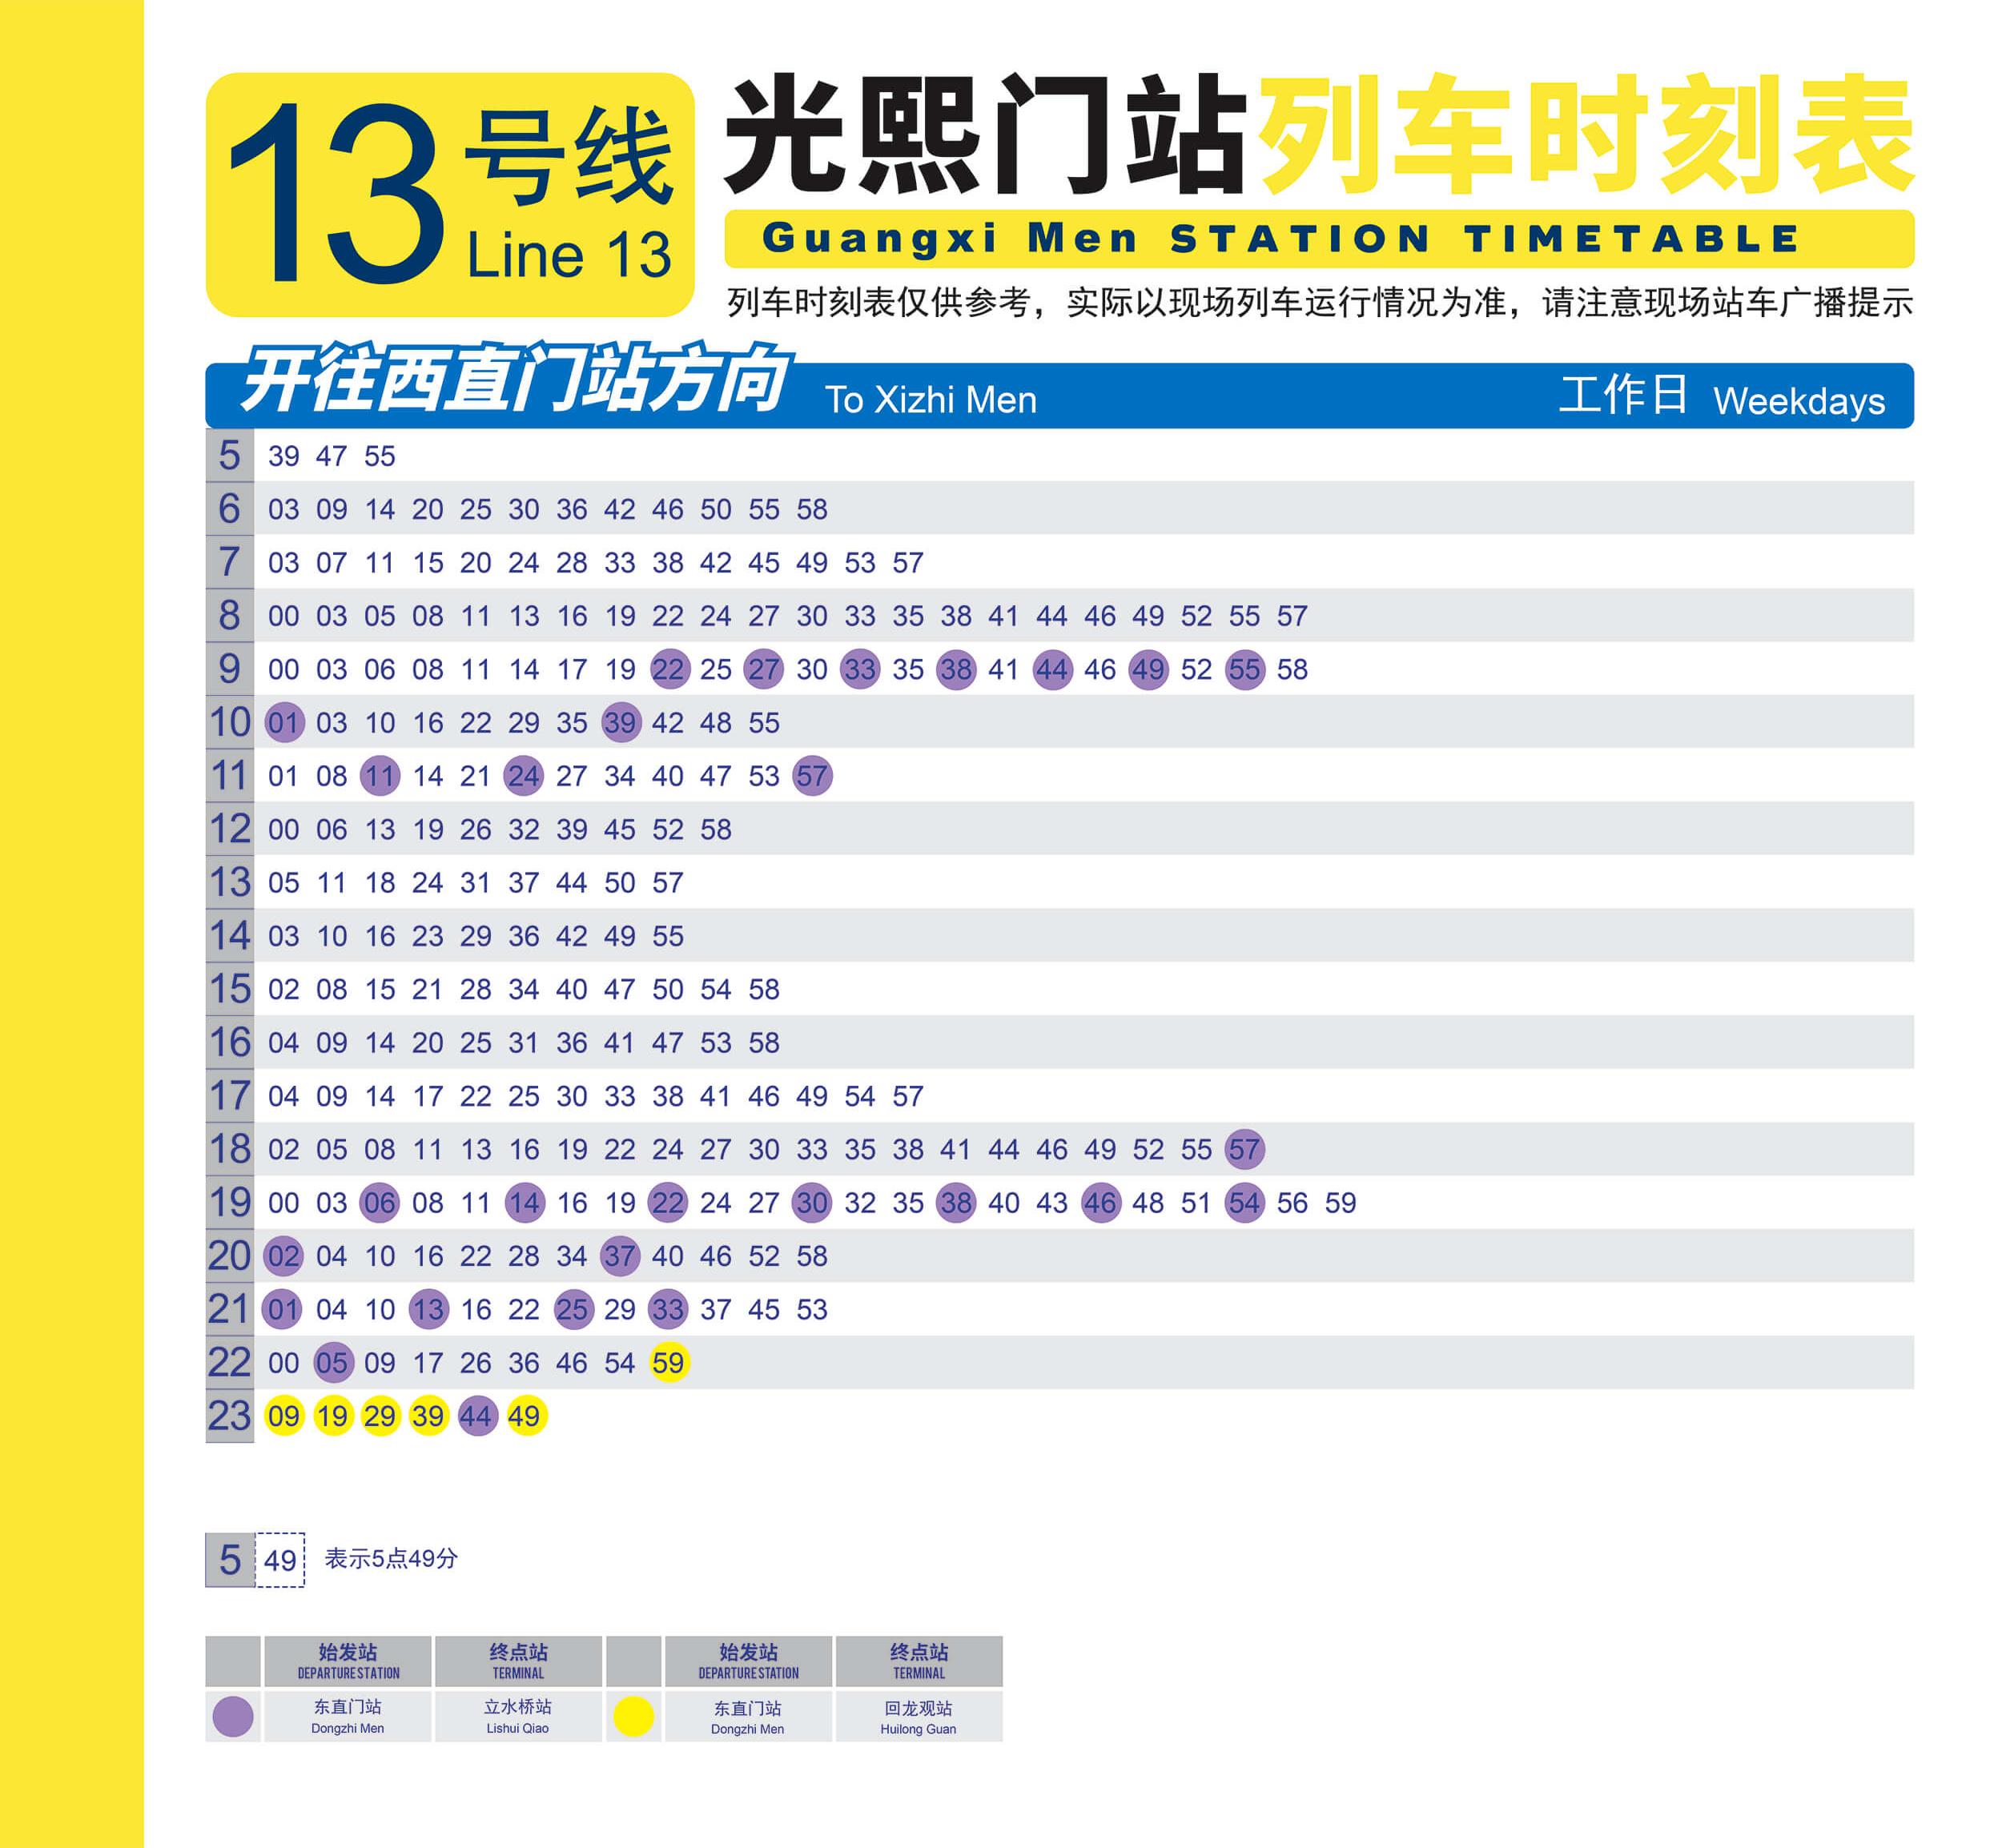 13号线
Line 13
光熙门站列车时刻表
Guangxi Men STATION TIMETABLE
列车时刻表仅供参考，实际以现场列车运行情况为准，请注意现场站车广播提示
开往西直门站方向 To Xizhi Men 工作日 Weekdays
5 39 47 55
6 03 09 14 20 25 30 36 42 46 50 55 58
7 03 07 11 15 20 24 28 33 38 42 45 49 53 57
8 00 03 05 08 11 13 16 19 22 24 27 30 33 35 38 41 44 46 49 52 55 57
9 00 03 06 08 11 14 17 19 22 25 27 30 33 35 38 41 44 46 49 52 55 58
10 01 03 10 16 22 29 35 39 42 48 55
11 01 08 11 14 21 24 27 34 40 47 53 57
12 00 06 13 19 26 32 39 45 52 58
13 05 11 18 24 31 37 44 50 57
14 03 10 16 23 29 36 42 49 55
15 02 08 15 21 28 34 40 47 50 54 58
16 04 09 14 20 25 31 36 41 47 53 58
17 04 09 14 17 22 25 30 33 38 41 46 49 54 57
18 02 05 08 11 13 16 19 22 24 27 30 33 35 38 41 44 46 49 52 55 57
19 00 03 06 08 11 14 16 19 22 24 27 30 32 35 38 40 43 46 48 51 54 56 59
20 02 04 10 16 22 28 34 37 40 46 52 58
21 01 04 10 13 16 22 25 29 33 37 45 53
22 00 05 09 17 26 36 46 54 59
23 09 19 29 39 44 49
5 49 表示5点49分
始发站 终点站 始发站 终点站
DEPARTURE STATION TERMINAL DEPARTURE STATION TERMINAL
东直门站 立水桥站 东直门站 回龙观站
Dongzhi Men Lishui Qiao Dongzhi Men Huilong Guan